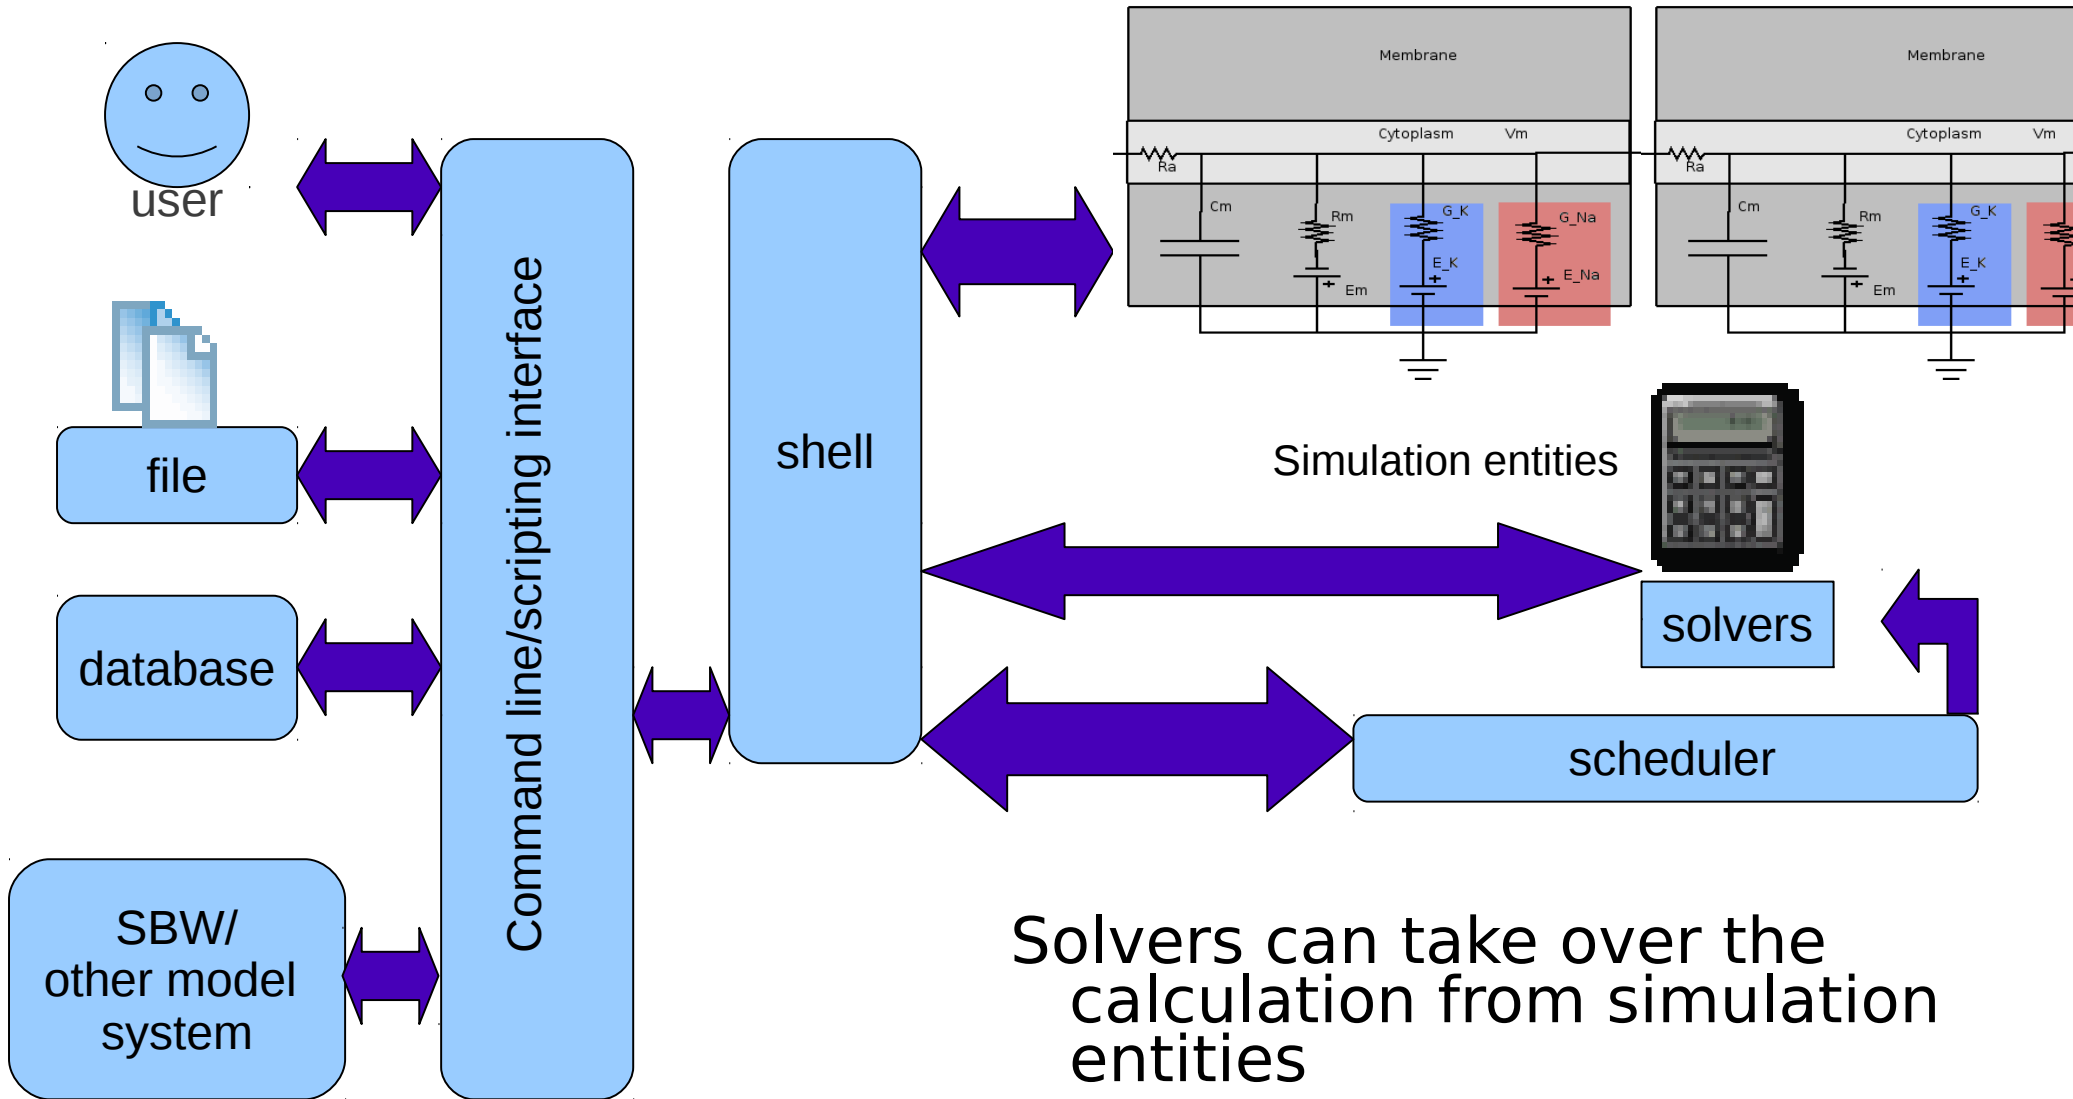 user
file
database
SBW/
other model
system
Command line/scripting interface
shell
Membrane
Cytoplasm Vm
Ra
Cm
Rm
G_K
G_Na
E_K
E_Na
Em
Membrane
Cytoplasm Vm
Ra
Cm
Rm
G_K
E_K
Em
Simulation entities
solvers
scheduler
Solvers can take over the
calculation from simulation
entities